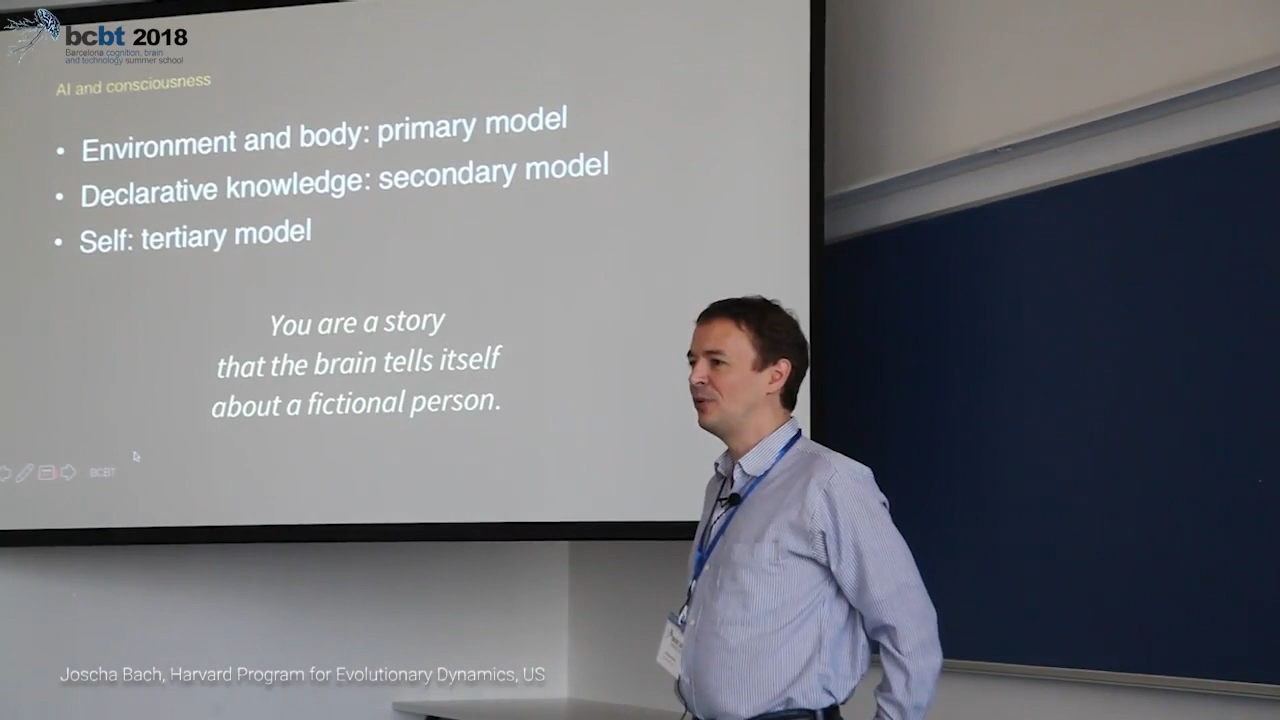 bcbt 2018
Barcelona cognition, brain
and technology summer school
AI and consciousness
• Environment and body: primary model
• Declarative knowledge: secondary model
• Self: tertiary model
You are a story
that the brain tells itself
about a fictional person.
BCBT
Joscha Bach, Harvard Program for Evolutionary Dynamics, US